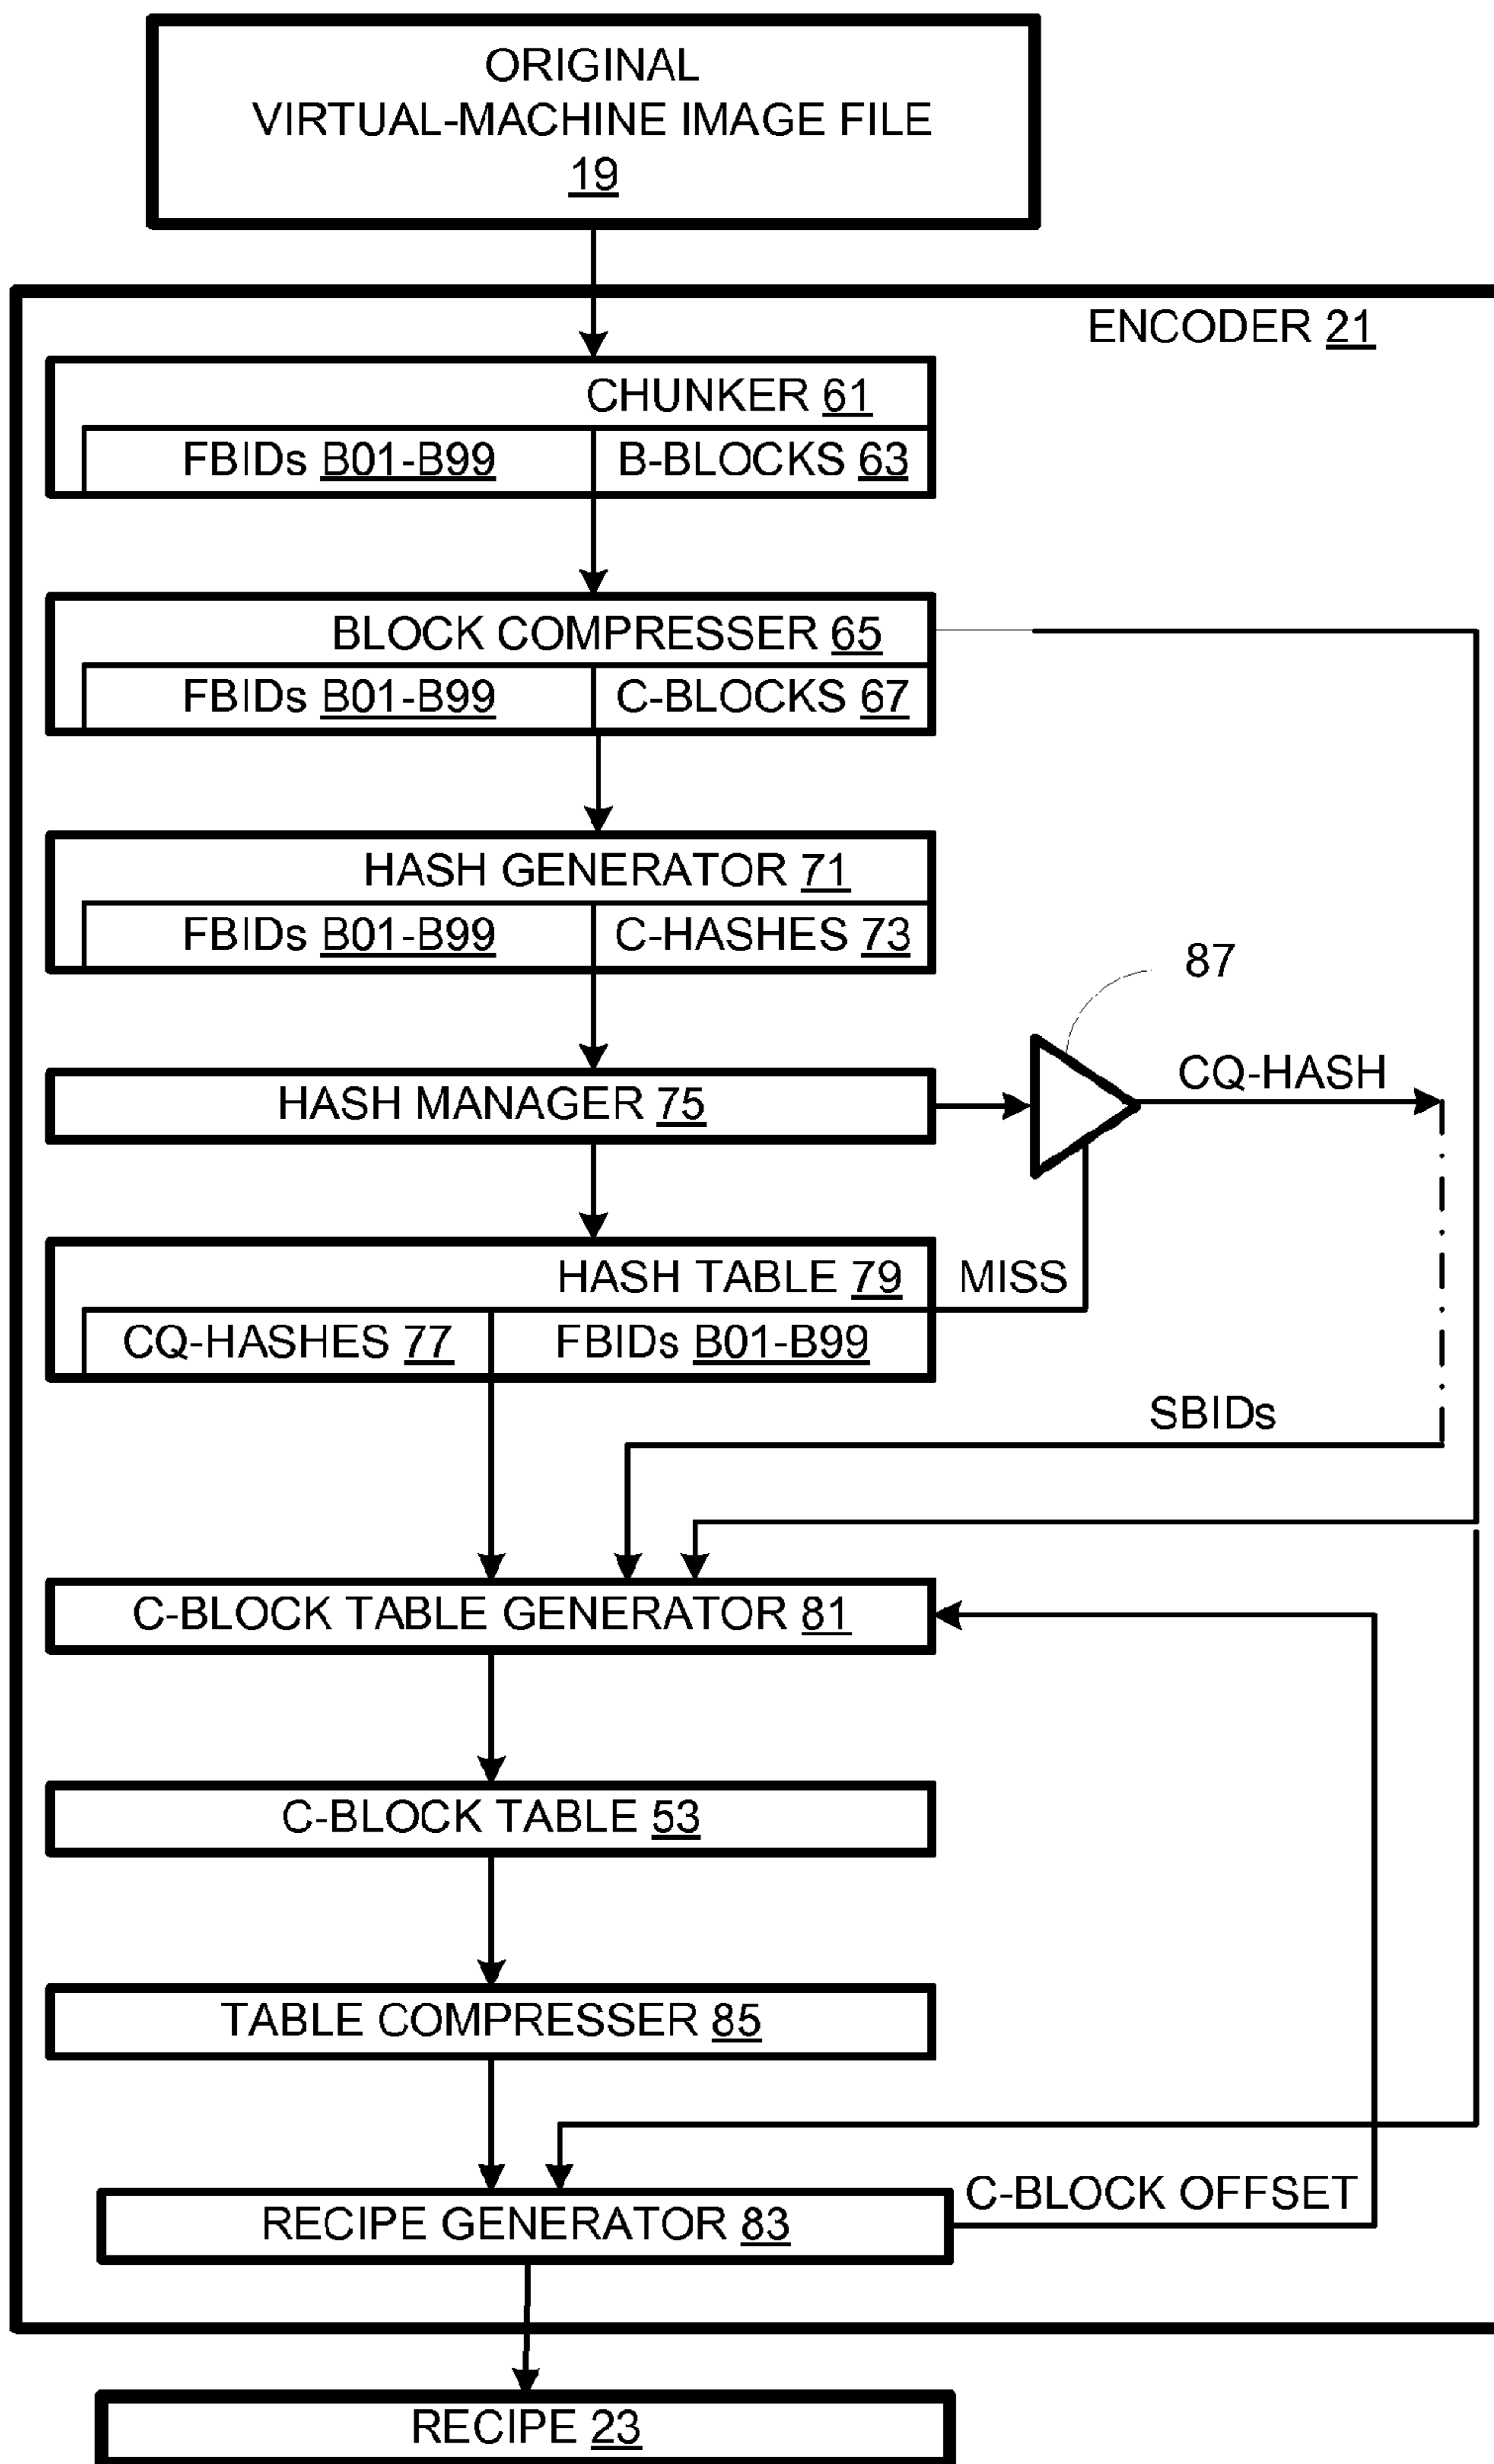 ORIGINAL
VIRTUAL-MACHINE IMAGE FILE
19
ENCODER 21
CHUNKER 61
FBIDs B01-B99 B-BLOCKS 63
BLOCK COMPRESSER 65
FBIDs B01-B99 C-BLOCKS 67
HASH GENERATOR 71
FBIDs B01-B99 C-HASHES 73
87
CQ-HASH
HASH MANAGER 75
HASH TABLE 79
MISS
CQ-HASHES 77 FBIDs B01-B99
SBIDs
C-BLOCK TABLE GENERATOR 81
C-BLOCK TABLE 53
TABLE COMPRESSER 85
C-BLOCK OFFSET
RECIPE GENERATOR 83
RECIPE 23